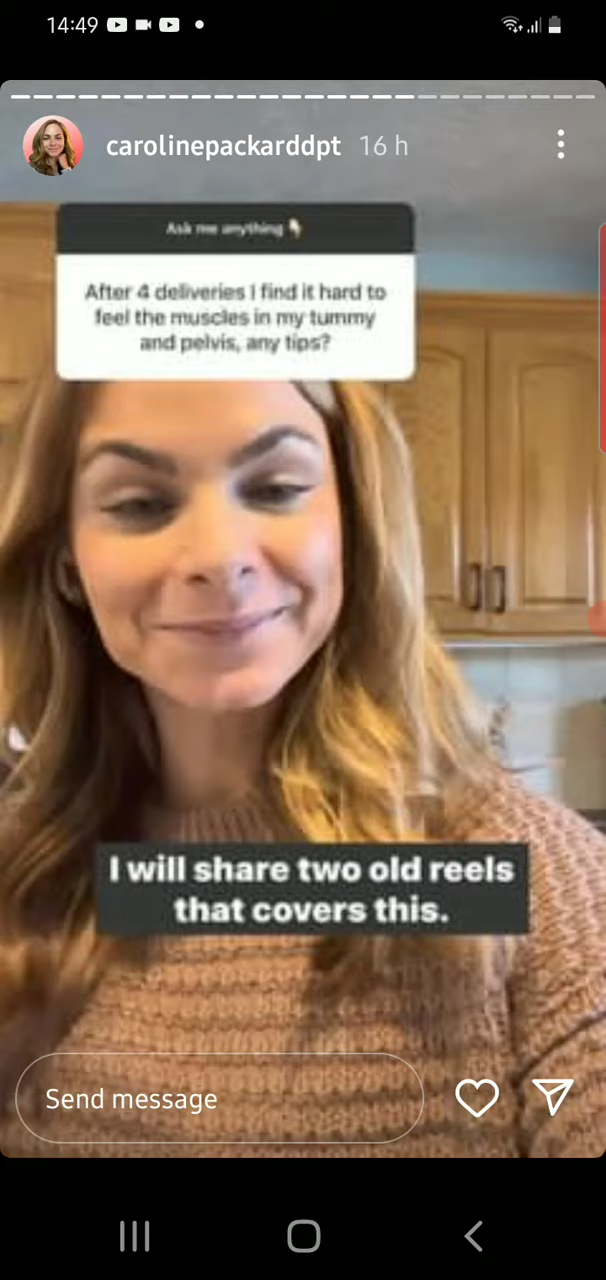 14:49
carolinepackarddpt 16 h
Ask me anything 👇
After 4 deliveries I find it hard to
feel the muscles in my tummy
and pelvis, any tips?
I will share two old reels
that covers this.
Send message